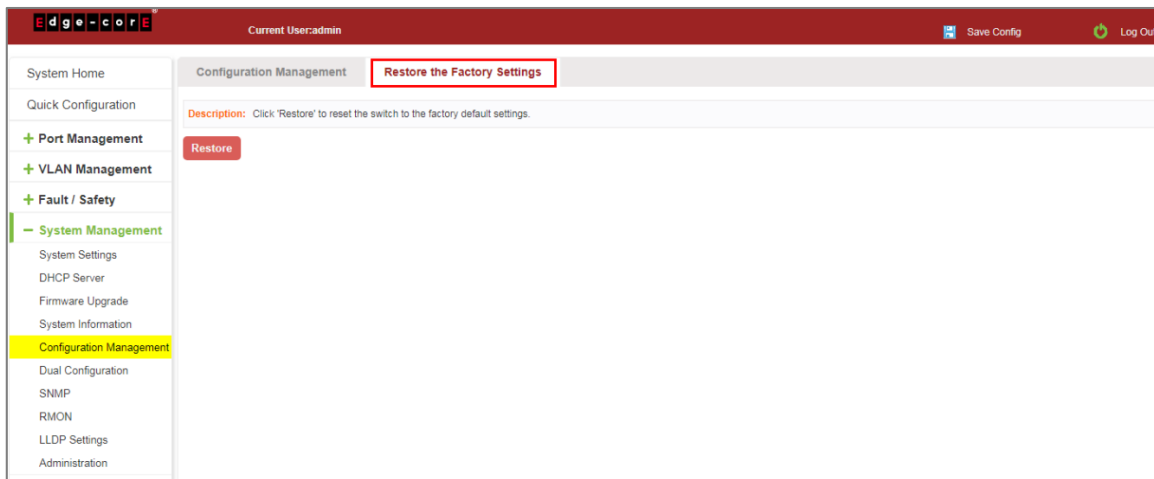 Edge-corE
Current User:admin
Save Config
Log Out
System Home
Quick Configuration
+ Port Management
+ VLAN Management
+ Fault / Safety
− System Management
System Settings
DHCP Server
Firmware Upgrade
System Information
Configuration Management
Dual Configuration
SNMP
RMON
LLDP Settings
Administration
Configuration Management
Restore the Factory Settings
Description: Click 'Restore' to reset the switch to the factory default settings.
Restore